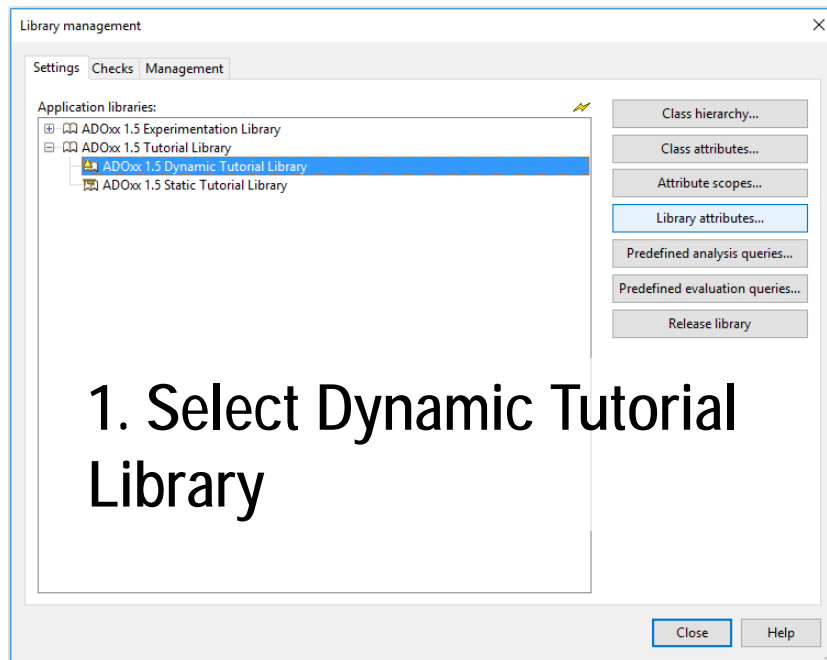 Library management
Settings Checks Management
Application libraries:
ADOxx 1.5 Experimentation Library
ADOxx 1.5 Tutorial Library
ADOxx 1.5 Dynamic Tutorial Library
ADOxx 1.5 Static Tutorial Library
Class hierarchy...
Class attributes...
Attribute scopes...
Library attributes...
Predefined analysis queries...
Predefined evaluation queries...
Release library
1. Select Dynamic Tutorial
Library
Close Help